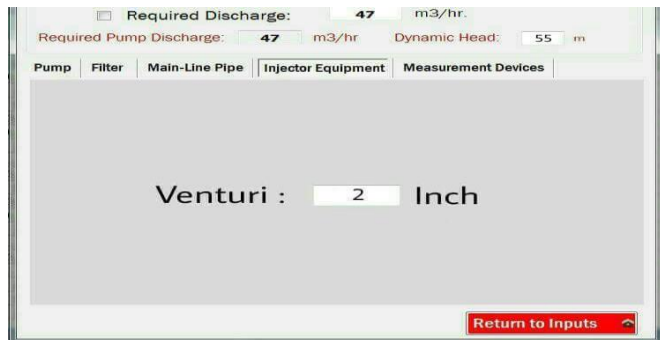 Required Discharge: 47 m3/hr.
Required Pump Discharge: 47 m3/hr Dynamic Head: 55 m
Pump Filter Main-Line Pipe Injector Equipment Measurement Devices
Venturi : 2 Inch
Return to Inputs